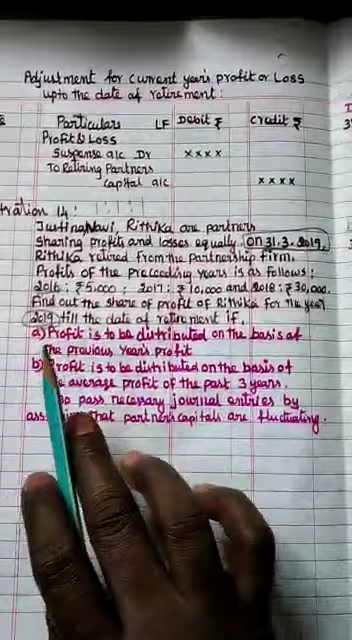 Adjustment for current year's profit or Loss
upto the date of retirement:
Particulars LF Debit ₹ Credit ₹
Profit & Loss
Suspense a/c Dr xxxx
To Retiring Partners
capital a/c xxxx
tration 14:
Justina, Navi, Rithika are partners
sharing profits and losses equally. On 31.3.2019,
Rithika retired from the partnership firm.
Profits of the preceeding years is as follows:
2016: ₹5,000; 2017: ₹10,000 and 2018: ₹30,000.
Find out the share of profit of Rithika for the year
2019 till the date of retirement if.
a) Profit is to be distributed on the basis of
the previous year's profit
b) Profit is to be distributed on the basis of
average profit of the past 3 years.
pass necessary journal entries by
that partners capitals are fluctuating.